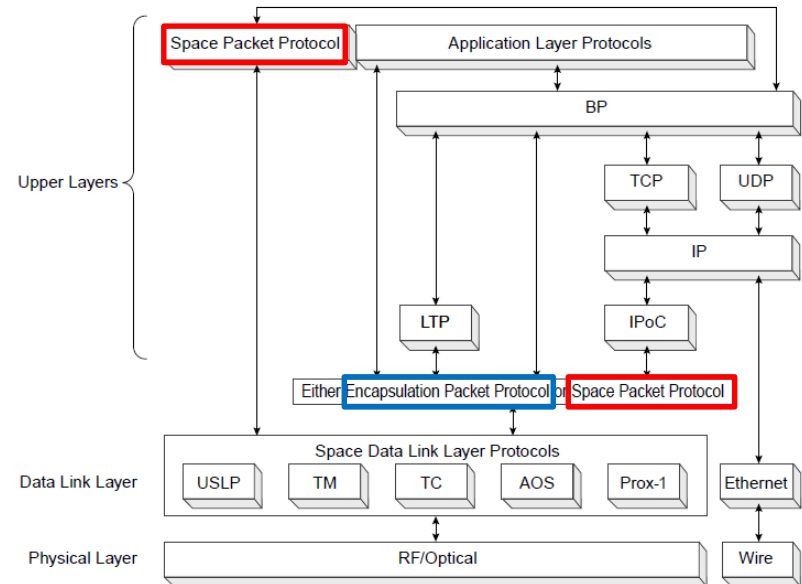 Space Packet Protocol
Application Layer Protocols
BP
Upper Layers
TCP
UDP
IP
LTP
IPoC
Either Encapsulation Packet Protocol or Space Packet Protocol
Space Data Link Layer Protocols
Data Link Layer
USLP
TM
TC
AOS
Prox-1
Ethernet
Physical Layer
RF/Optical
Wire